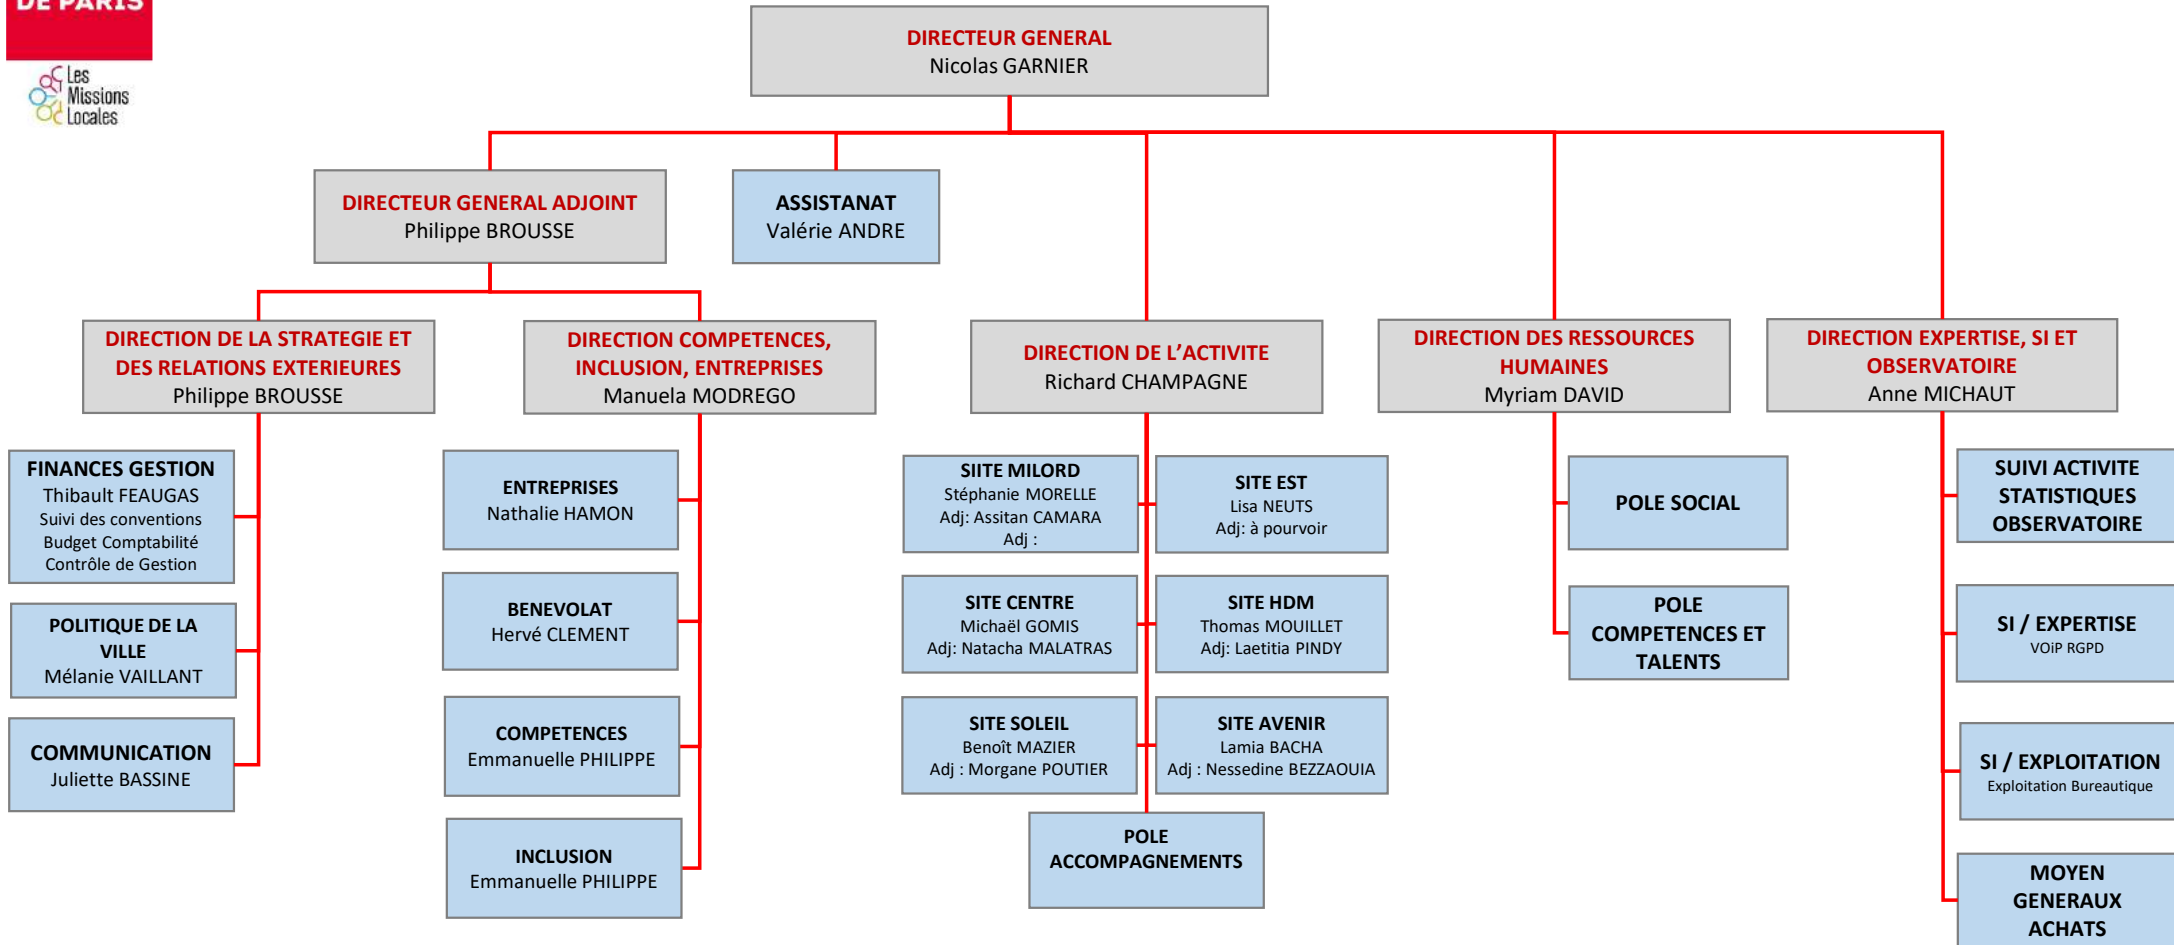 DE PARIS
Les
Missions
Locales
DIRECTEUR GENERAL
Nicolas GARNIER
DIRECTEUR GENERAL ADJOINT
Philippe BROUSSE
ASSISTANAT
Valérie ANDRE
DIRECTION DE LA STRATEGIE ET
DES RELATIONS EXTERIEURES
Philippe BROUSSE
DIRECTION COMPETENCES,
INCLUSION, ENTREPRISES
Manuela MODREGO
DIRECTION DE L’ACTIVITE
Richard CHAMPAGNE
DIRECTION DES RESSOURCES
HUMAINES
Myriam DAVID
DIRECTION EXPERTISE, SI ET
OBSERVATOIRE
Anne MICHAUT
FINANCES GESTION
Thibault FEAUGAS
Suivi des conventions
Budget Comptabilité
Contrôle de Gestion
POLITIQUE DE LA
VILLE
Mélanie VAILLANT
COMMUNICATION
Juliette BASSINE
ENTREPRISES
Nathalie HAMON
BENEVOLAT
Hervé CLEMENT
COMPETENCES
Emmanuelle PHILIPPE
INCLUSION
Emmanuelle PHILIPPE
SIITE MILORD
Stéphanie MORELLE
Adj: Assitan CAMARA
Adj :
SITE EST
Lisa NEUTS
Adj: à pourvoir
SITE CENTRE
Michaël GOMIS
Adj: Natacha MALATRAS
SITE HDM
Thomas MOUILLET
Adj: Laetitia PINDY
SITE SOLEIL
Benoît MAZIER
Adj : Morgane POUTIER
SITE AVENIR
Lamia BACHA
Adj : Nessedine BEZZAOUIA
POLE
ACCOMPAGNEMENTS
POLE SOCIAL
POLE
COMPETENCES ET
TALENTS
SUIVI ACTIVITE
STATISTIQUES
OBSERVATOIRE
SI / EXPERTISE
VOiP RGPD
SI / EXPLOITATION
Exploitation Bureautique
MOYEN
GENERAUX
ACHATS